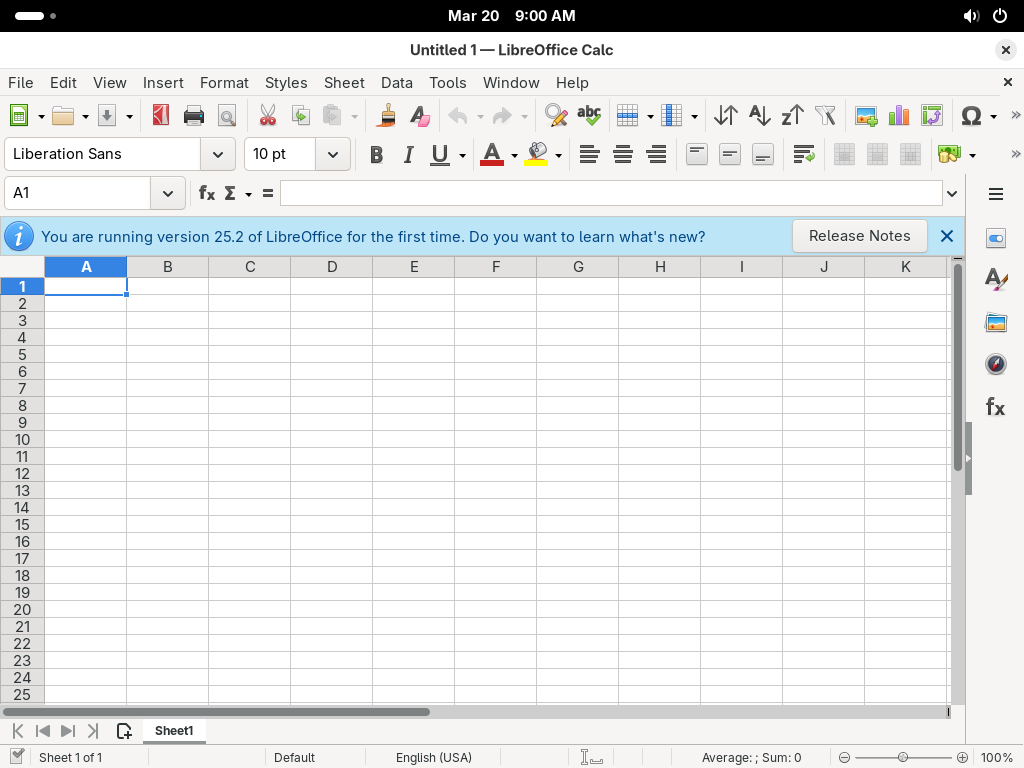 Mar 20 9:00 AM
Untitled 1 — LibreOffice Calc
File Edit View Insert Format Styles Sheet Data Tools Window Help
Liberation Sans 10 pt B I U A
A1 fx Σ =
You are running version 25.2 of LibreOffice for the first time. Do you want to learn what's new? Release Notes
A B C D E F G H I J K
1
2
3
4
5
6
7
8
9
10
11
12
13
14
15
16
17
18
19
20
21
22
23
24
25
Sheet1
Sheet 1 of 1 Default English (USA) Average: ; Sum: 0 100%